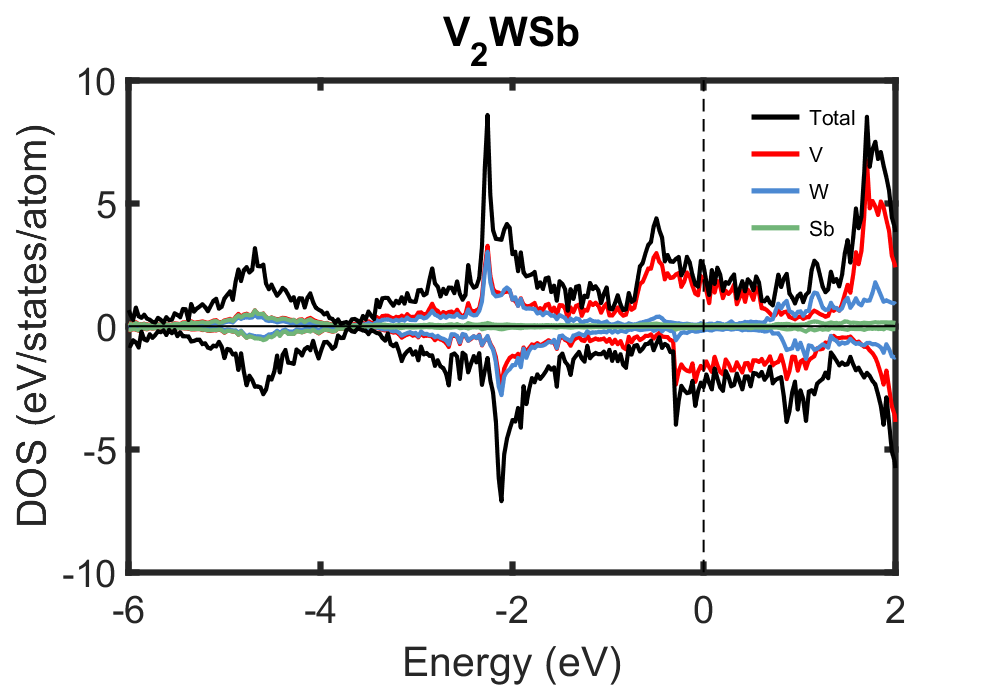 V2WSb
10
5
0
-5
-10
DOS (eV/states/atom)
Total
V
W
Sb
-6 -4 -2 0 2
Energy (eV)